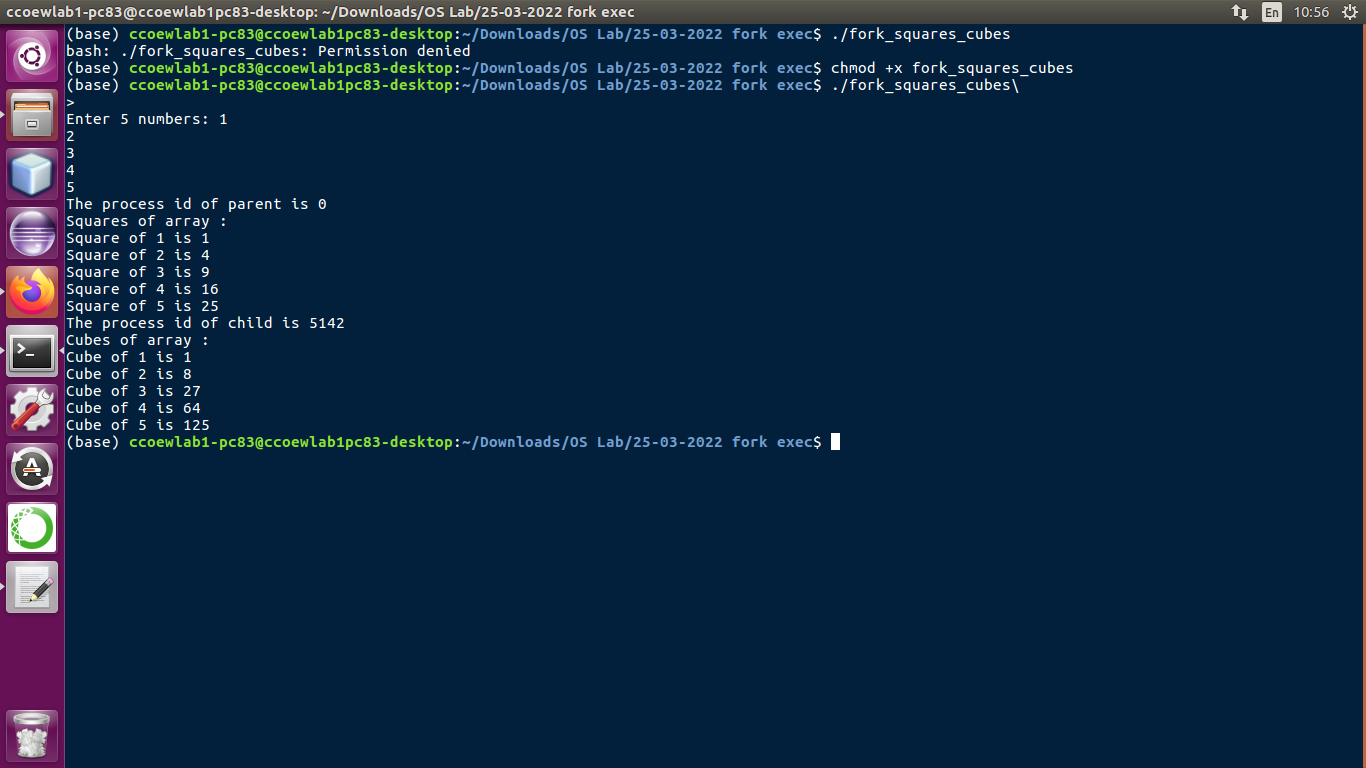 ccoewlab1-pc83@ccoewlab1pc83-desktop: ~/Downloads/OS Lab/25-03-2022 fork exec
En 10:56
(base) ccoewlab1-pc83@ccoewlab1pc83-desktop:~/Downloads/OS Lab/25-03-2022 fork exec$ ./fork_squares_cubes
bash: ./fork_squares_cubes: Permission denied
(base) ccoewlab1-pc83@ccoewlab1pc83-desktop:~/Downloads/OS Lab/25-03-2022 fork exec$ chmod +x fork_squares_cubes
(base) ccoewlab1-pc83@ccoewlab1pc83-desktop:~/Downloads/OS Lab/25-03-2022 fork exec$ ./fork_squares_cubes\
>
Enter 5 numbers: 1
2
3
4
5
The process id of parent is 0
Squares of array :
Square of 1 is 1
Square of 2 is 4
Square of 3 is 9
Square of 4 is 16
Square of 5 is 25
The process id of child is 5142
Cubes of array :
Cube of 1 is 1
Cube of 2 is 8
Cube of 3 is 27
Cube of 4 is 64
Cube of 5 is 125
(base) ccoewlab1-pc83@ccoewlab1pc83-desktop:~/Downloads/OS Lab/25-03-2022 fork exec$